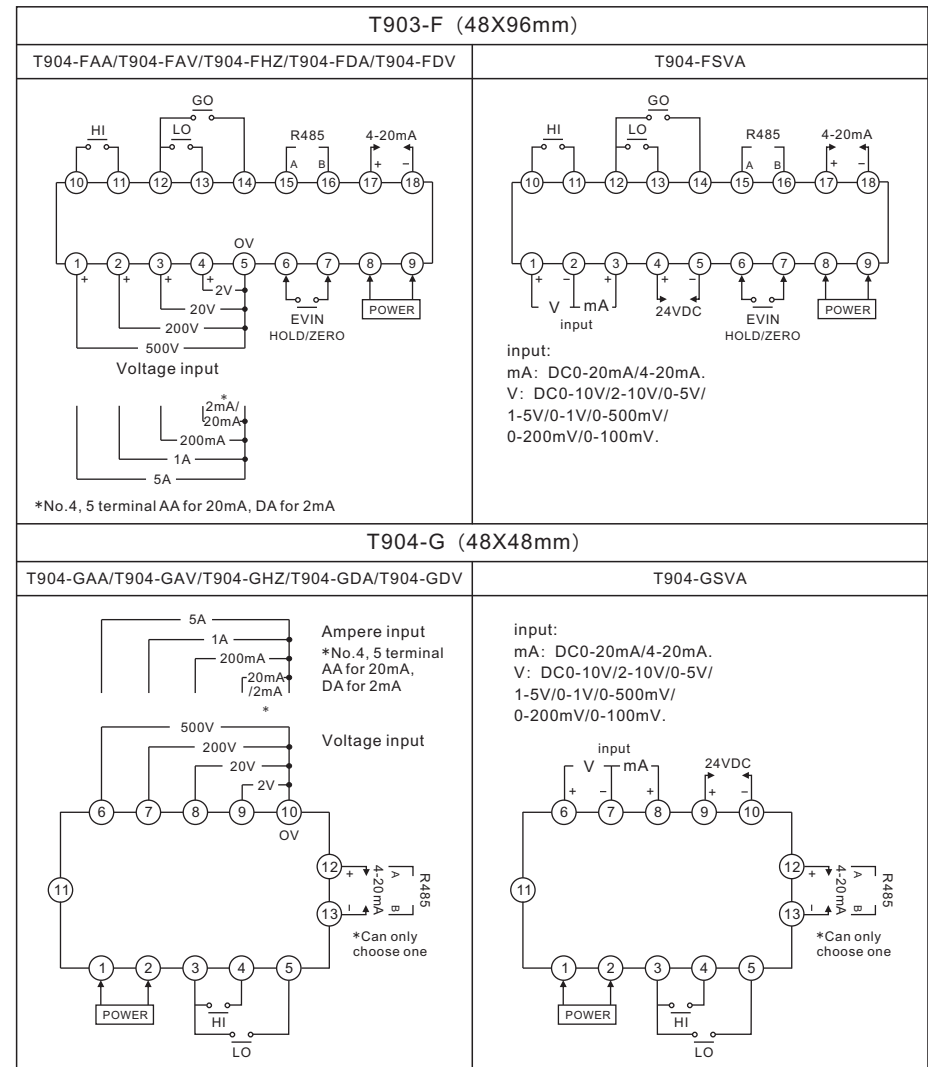 T903-F (48X96mm)
T904-FAA/T904-FAV/T904-FHZ/T904-FDA/T904-FDV
GO
HI LO R485 4-20mA
A B + −
10 11 12 13 14 15 16 17 18
OV
1 2 3 4 5 6 7 8 9
+ + + +
2V
20V
200V
500V
EVIN
HOLD/ZERO
POWER
Voltage input
*
2mA/
20mA
200mA
1A
5A
*No.4, 5 terminal AA for 20mA, DA for 2mA
T904-FSVA
GO
HI LO R485 4-20mA
A B + −
10 11 12 13 14 15 16 17 18
1 2 3 4 5 6 7 8 9
+ − + + −
V mA
input
24VDC
EVIN
HOLD/ZERO
POWER
input:
mA: DC0-20mA/4-20mA.
V: DC0-10V/2-10V/0-5V/
1-5V/0-1V/0-500mV/
0-200mV/0-100mV.
T904-G (48X48mm)
T904-GAA/T904-GAV/T904-GHZ/T904-GDA/T904-GDV
5A
1A
200mA
20mA
/2mA
*
Ampere input
*No.4, 5 terminal
AA for 20mA,
DA for 2mA
500V
200V
20V
2V
Voltage input
6 7 8 9 10
OV
11
12
13
+
−
4-20mA
A
B
R485
*Can only
choose one
1 2 3 4 5
POWER
HI
LO
T904-GSVA
input:
mA: DC0-20mA/4-20mA.
V: DC0-10V/2-10V/0-5V/
1-5V/0-1V/0-500mV/
0-200mV/0-100mV.
input
V mA 24VDC
+ − + + −
6 7 8 9 10
11
12
13
+
−
4-20mA
A
B
R485
*Can only
choose one
1 2 3 4 5
POWER
HI
LO